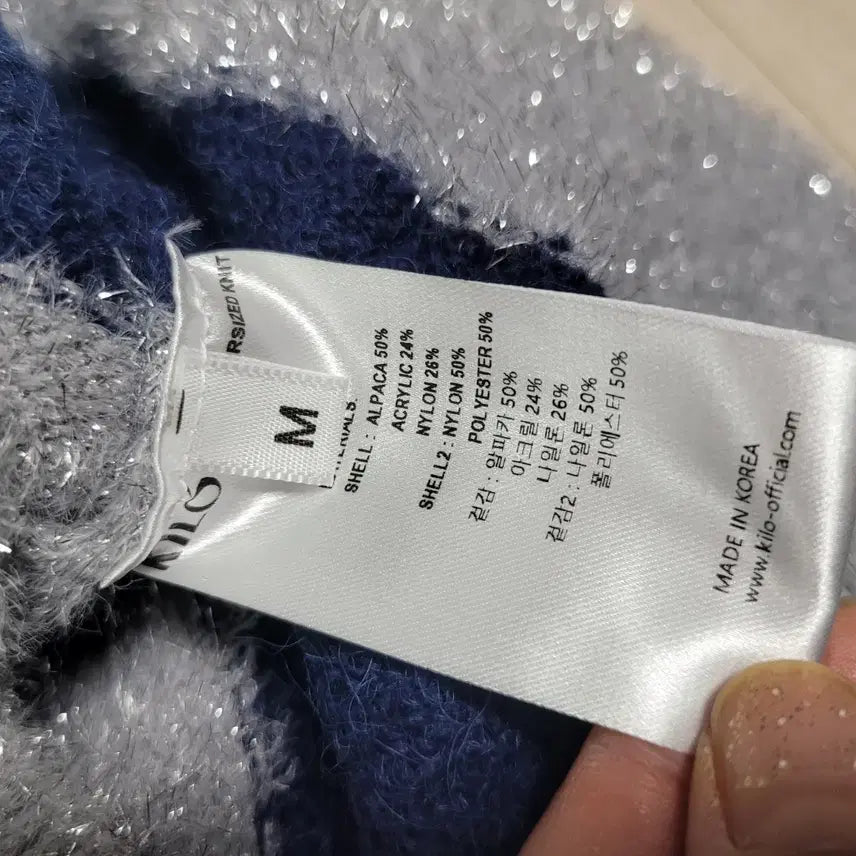 RSIZED KNIT
M
KILO
SHELL : ALPACA 50%
ACRYLIC 24%
NYLON 26%
SHELL2 : NYLON 50%
POLYESTER 50%
겉감 : 알파카 50%
아크릴 24%
나일론 26%
겉감2 : 나일론 50%
폴리에스터 50%
MADE IN KOREA
www.kilo-official.com